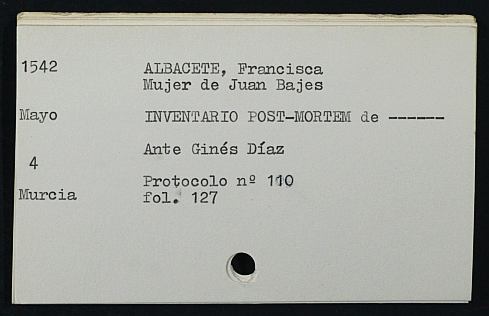 1542 ALBACETE, Francisca
Mujer de Juan Bajes
Mayo INVENTARIO POST-MORTEM de ------
Ante Ginés Díaz
4
Protocolo nº 110
Murcia fol. 127